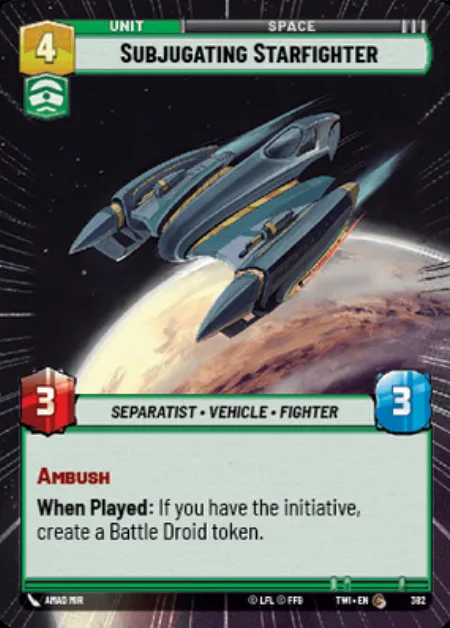 UNIT
SPACE
4
SUBJUGATING STARFIGHTER
3
SEPARATIST • VEHICLE • FIGHTER
3
AMBUSH
When Played: If you have the initiative,
create a Battle Droid token.
AMAD MIR
© LFL © FFG
TWI • EN
382